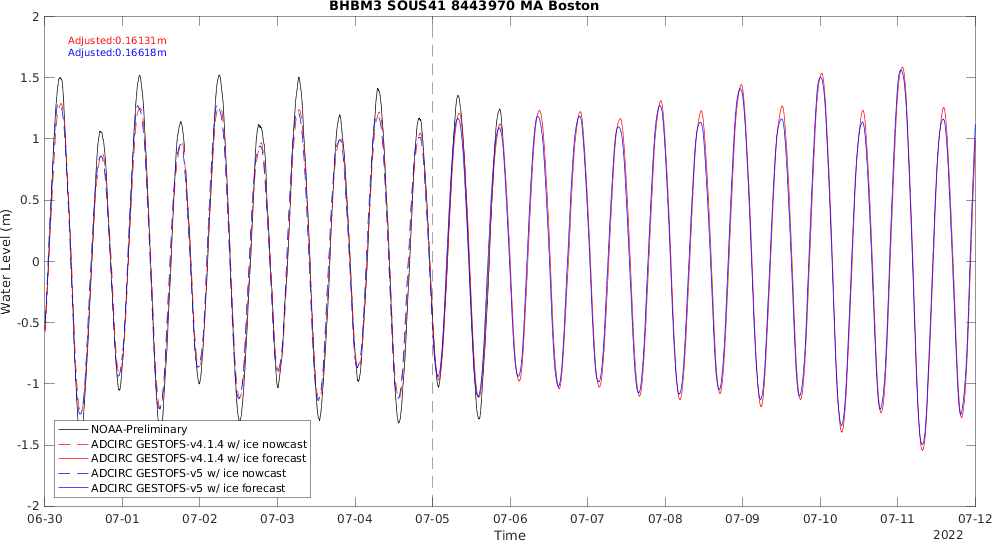 BHBM3 SOUS41 8443970 MA Boston
Adjusted:0.16131m
Adjusted:0.16618m
2
1.5
1
0.5
0
-0.5
-1
-1.5
-2
Water Level (m)
NOAA-Preliminary
ADCIRC GESTOFS-v4.1.4 w/ ice nowcast
ADCIRC GESTOFS-v4.1.4 w/ ice forecast
ADCIRC GESTOFS-v5 w/ ice nowcast
ADCIRC GESTOFS-v5 w/ ice forecast
06-30 07-01 07-02 07-03 07-04 07-05 07-06 07-07 07-08 07-09 07-10 07-11 07-12
Time
2022